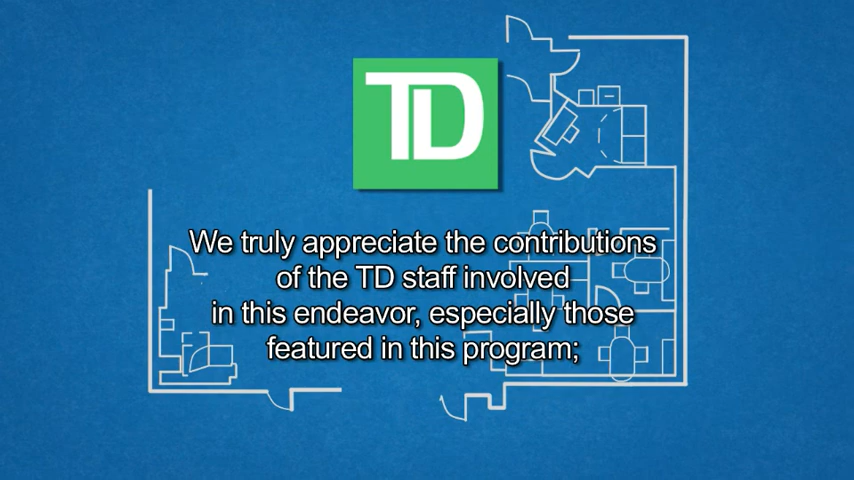 TD
We truly appreciate the contributions
of the TD staff involved
in this endeavor, especially those
featured in this program;